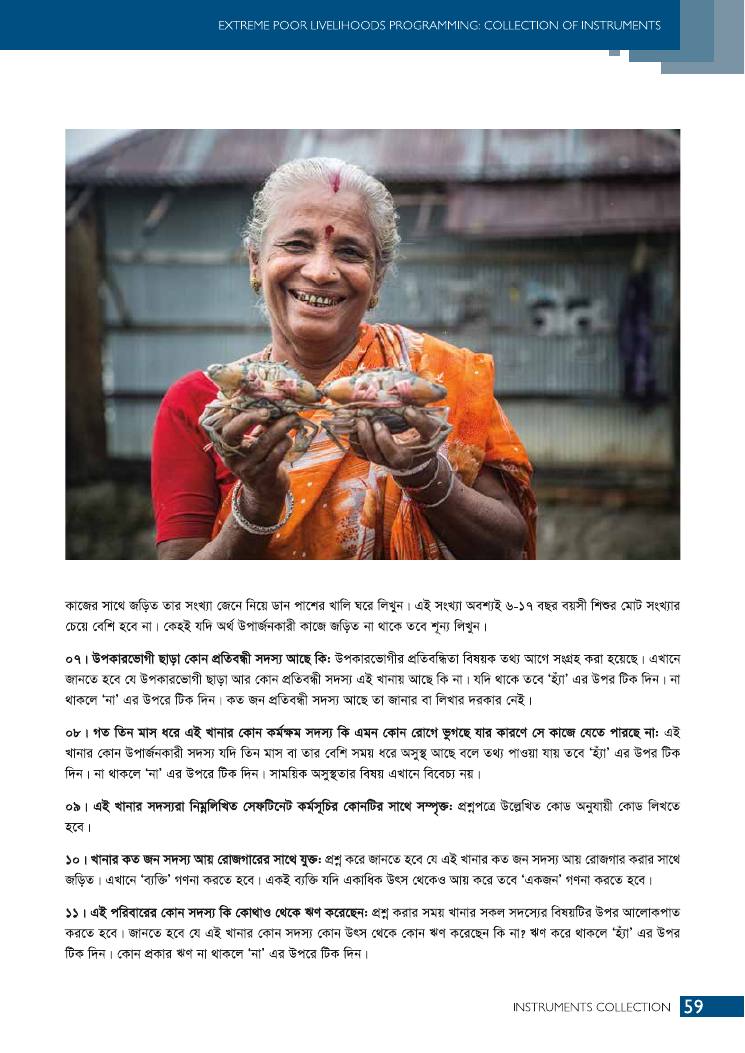 EXTREME POOR LIVELIHOODS PROGRAMMING: COLLECTION OF INSTRUMENTS
কাজের সাথে জড়িত তার সংখ্যা জেনে নিয়ে ডান পাশের খালি ঘরে লিখুন। এই সংখ্যা অবশ্যই ৬-১৭ বছর বয়সী শিশুর মোট সংখ্যার
চেয়ে বেশি হবে না। কেহই যদি অর্থ উপার্জনকারী কাজে জড়িত না থাকে তবে শূন্য লিখুন।
০৭। উপকারভোগী ছাড়া কোন প্রতিবন্ধী সদস্য আছে কি: উপকারভোগীর প্রতিবন্ধিতা বিষয়ক তথ্য আগে সংগ্রহ করা হয়েছে। এখানে
জানতে হবে যে উপকারভোগী ছাড়া আর কোন প্রতিবন্ধী সদস্য এই খানায় আছে কি না। যদি থাকে তবে ‘হ্যাঁ’ এর উপর টিক দিন। না
থাকলে ‘না’ এর উপরে টিক দিন। কত জন প্রতিবন্ধী সদস্য আছে তা জানার বা লিখার দরকার নেই।
০৮। গত তিন মাস ধরে এই খানার কোন কর্মক্ষম সদস্য কি এমন কোন রোগে ভুগছে যার কারণে সে কাজে যেতে পারছে না: এই
খানার কোন উপার্জনকারী সদস্য যদি তিন মাস বা তার বেশি সময় ধরে অসুস্থ আছে বলে তথ্য পাওয়া যায় তবে ‘হ্যাঁ’ এর উপর টিক
দিন। না থাকলে ‘না’ এর উপরে টিক দিন। সাময়িক অসুস্থতার বিষয় এখানে বিবেচ্য নয়।
০৯। এই খানার সদস্যরা নিম্নলিখিত সেফটিনেট কর্মসূচির কোনটির সাথে সম্পৃক্ত: প্রশ্নপত্রে উল্লেখিত কোড অনুযায়ী কোড লিখতে
হবে।
১০। খানার কত জন সদস্য আয় রোজগারের সাথে যুক্ত: প্রশ্ন করে জানতে হবে যে এই খানার কত জন সদস্য আয় রোজগার করার সাথে
জড়িত। এখানে ‘ব্যক্তি’ গণনা করতে হবে। একই ব্যক্তি যদি একাধিক উৎস থেকেও আয় করে তবে ‘একজন’ গণনা করতে হবে।
১১। এই পরিবারের কোন সদস্য কি কোথাও থেকে ঋণ করেছেন: প্রশ্ন করার সময় খানার সকল সদস্যের বিষয়টির উপর আলোকপাত
করতে হবে। জানতে হবে যে এই খানার কোন সদস্য কোন উৎস থেকে কোন ঋণ করেছেন কি না? ঋণ করে থাকলে ‘হ্যাঁ’ এর উপর
টিক দিন। কোন প্রকার ঋণ না থাকলে ‘না’ এর উপরে টিক দিন।
INSTRUMENTS COLLECTION 59